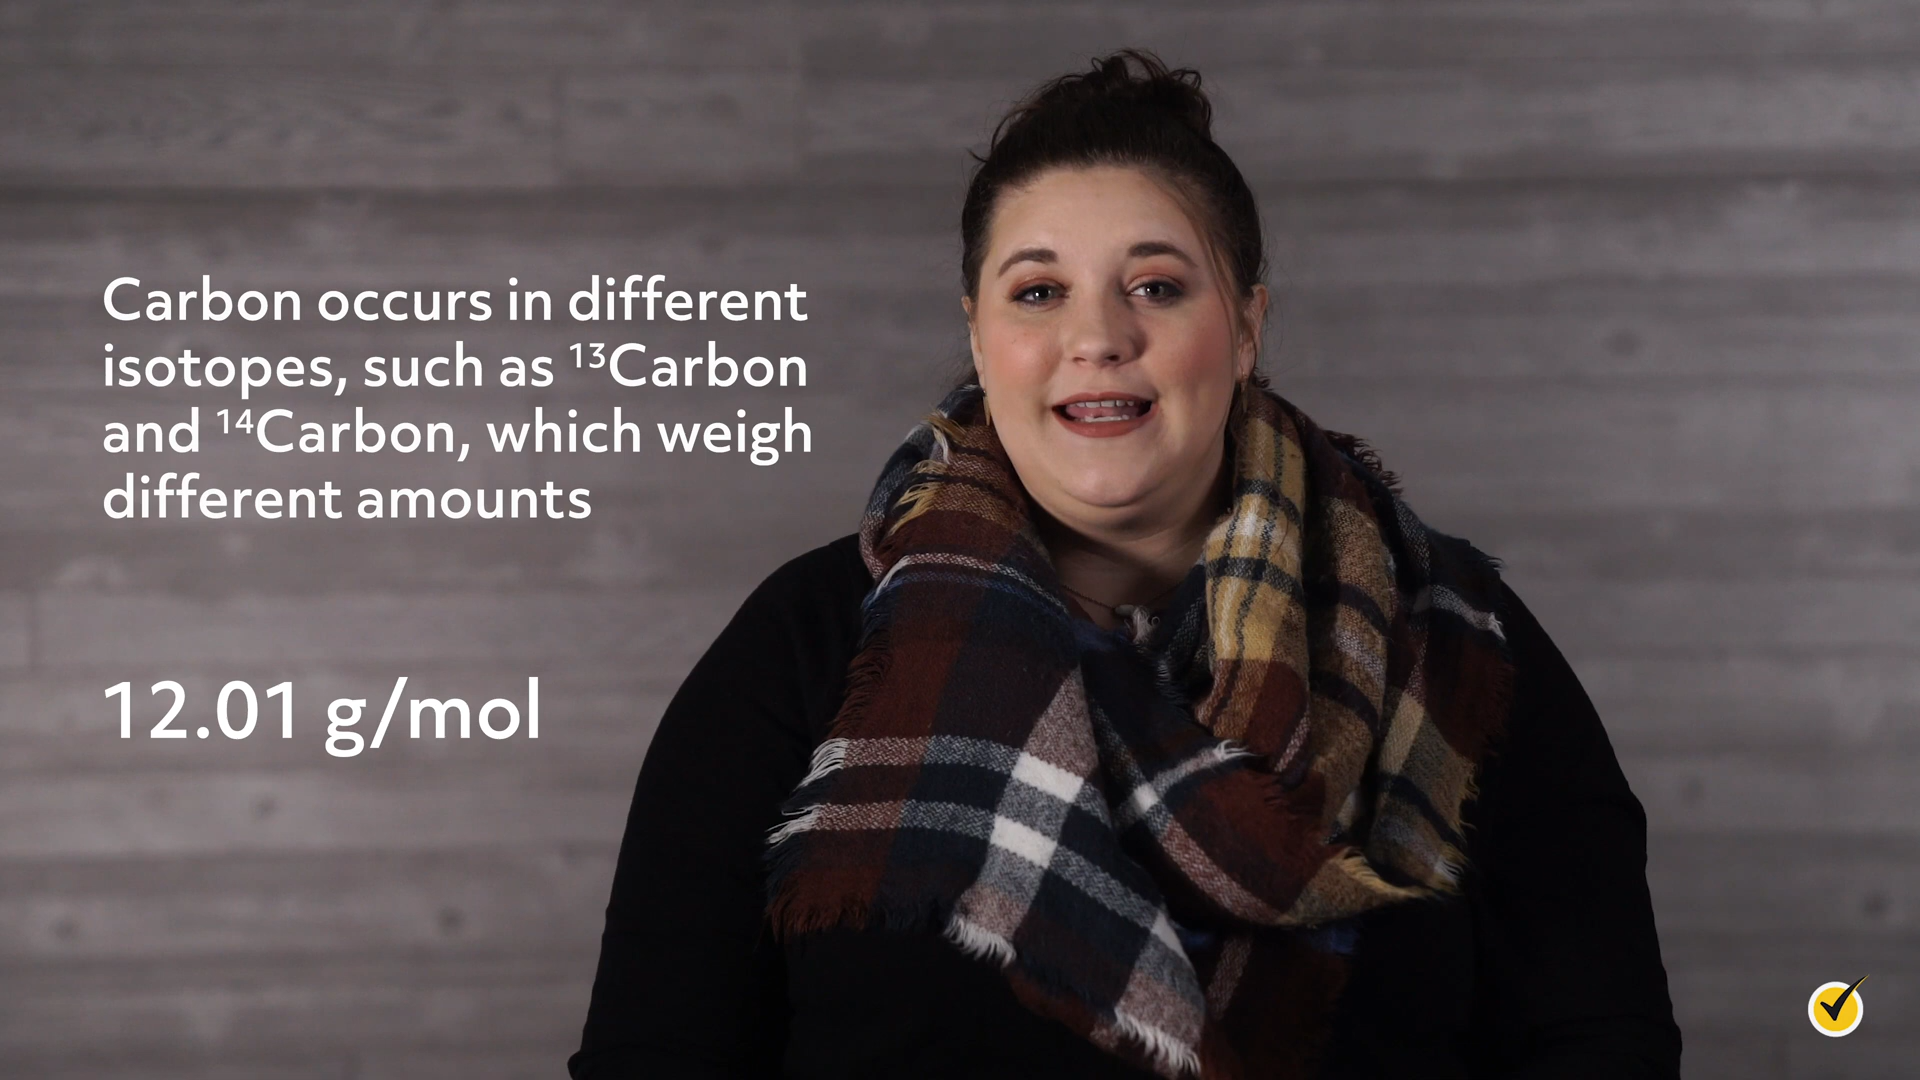 Carbon occurs in different
isotopes, such as ¹³Carbon
and ¹⁴Carbon, which weigh
different amounts
12.01 g/mol